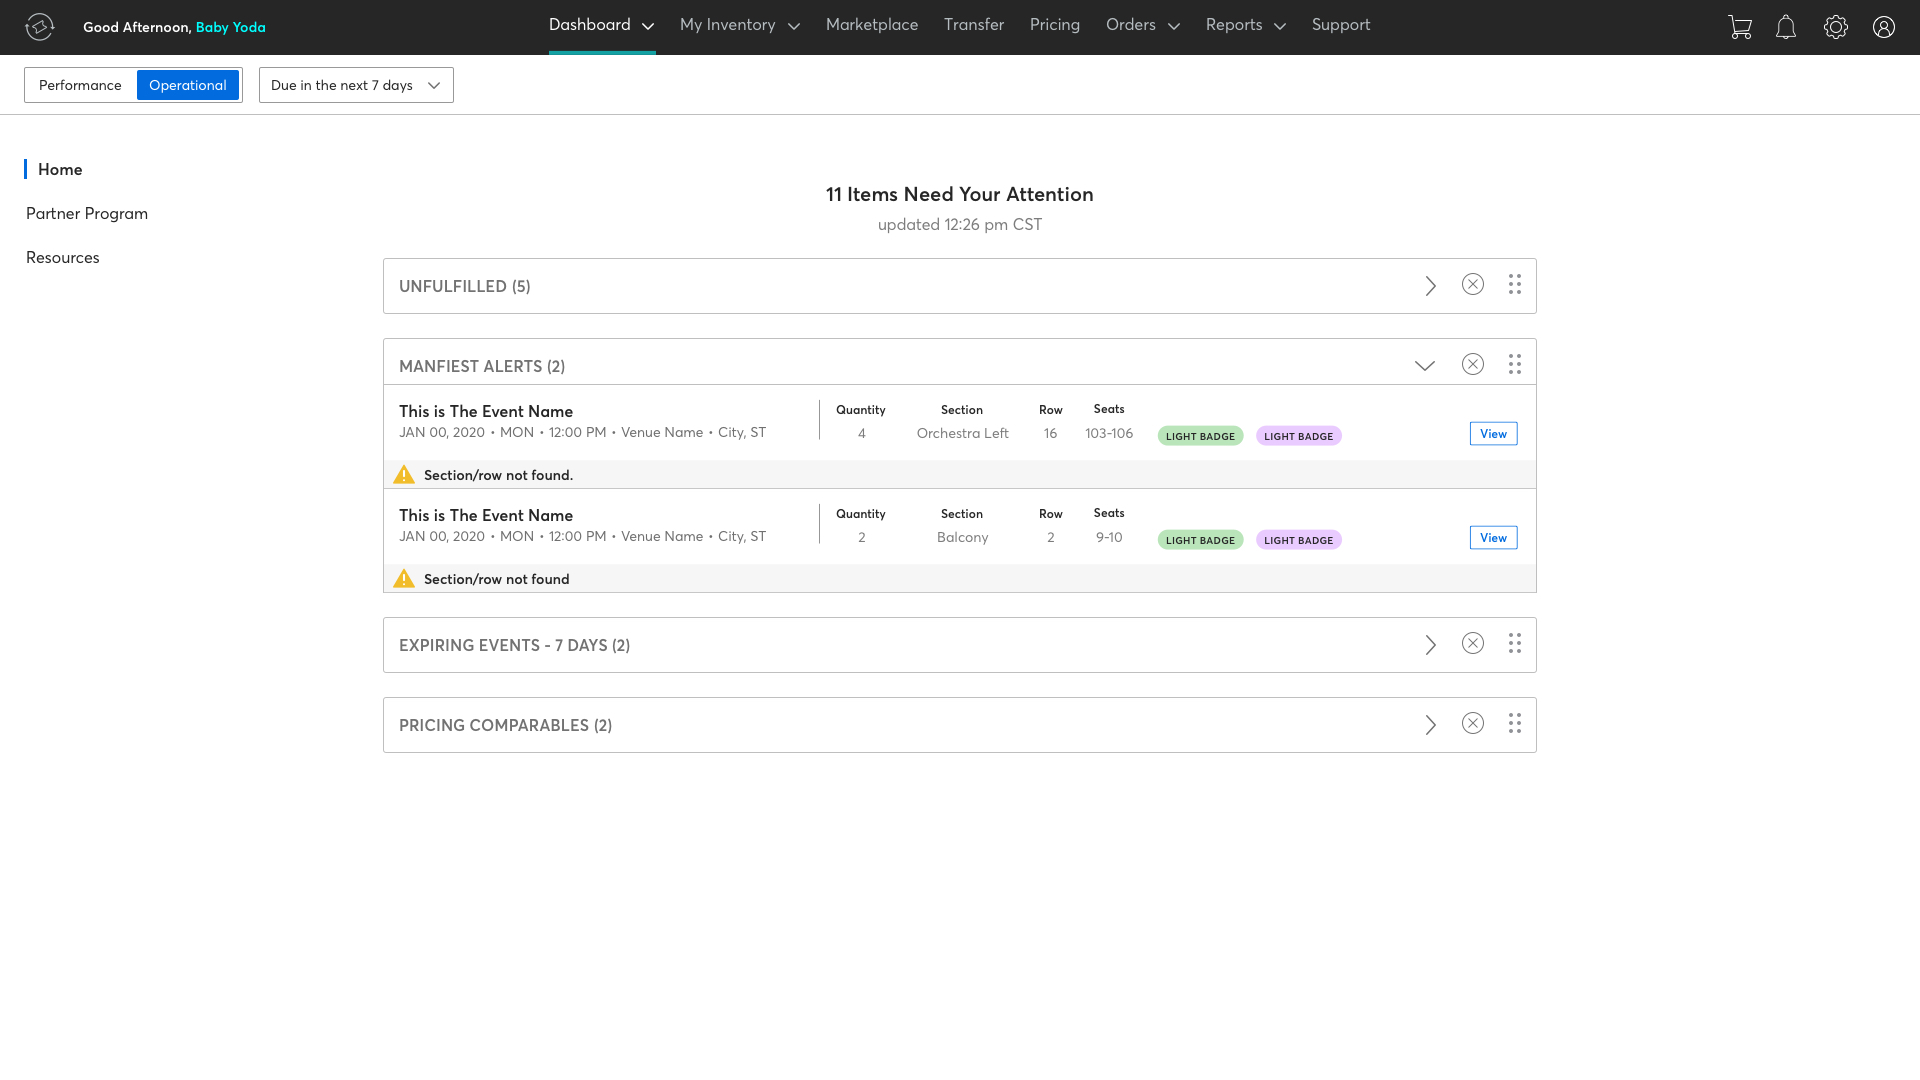 Good Afternoon, Baby Yoda
Dashboard My Inventory Marketplace Transfer Pricing Orders Reports Support
Performance Operational Due in the next 7 days
Home
Partner Program
Resources
11 Items Need Your Attention
updated 12:26 pm CST
UNFULFILLED (5)
MANFIEST ALERTS (2)
This is The Event Name
JAN 00, 2020 • MON • 12:00 PM • Venue Name • City, ST
Quantity Section Row Seats
4 Orchestra Left 16 103-106
LIGHT BADGE LIGHT BADGE
View
Section/row not found.
This is The Event Name
JAN 00, 2020 • MON • 12:00 PM • Venue Name • City, ST
Quantity Section Row Seats
2 Balcony 2 9-10
LIGHT BADGE LIGHT BADGE
View
Section/row not found
EXPIRING EVENTS - 7 DAYS (2)
PRICING COMPARABLES (2)